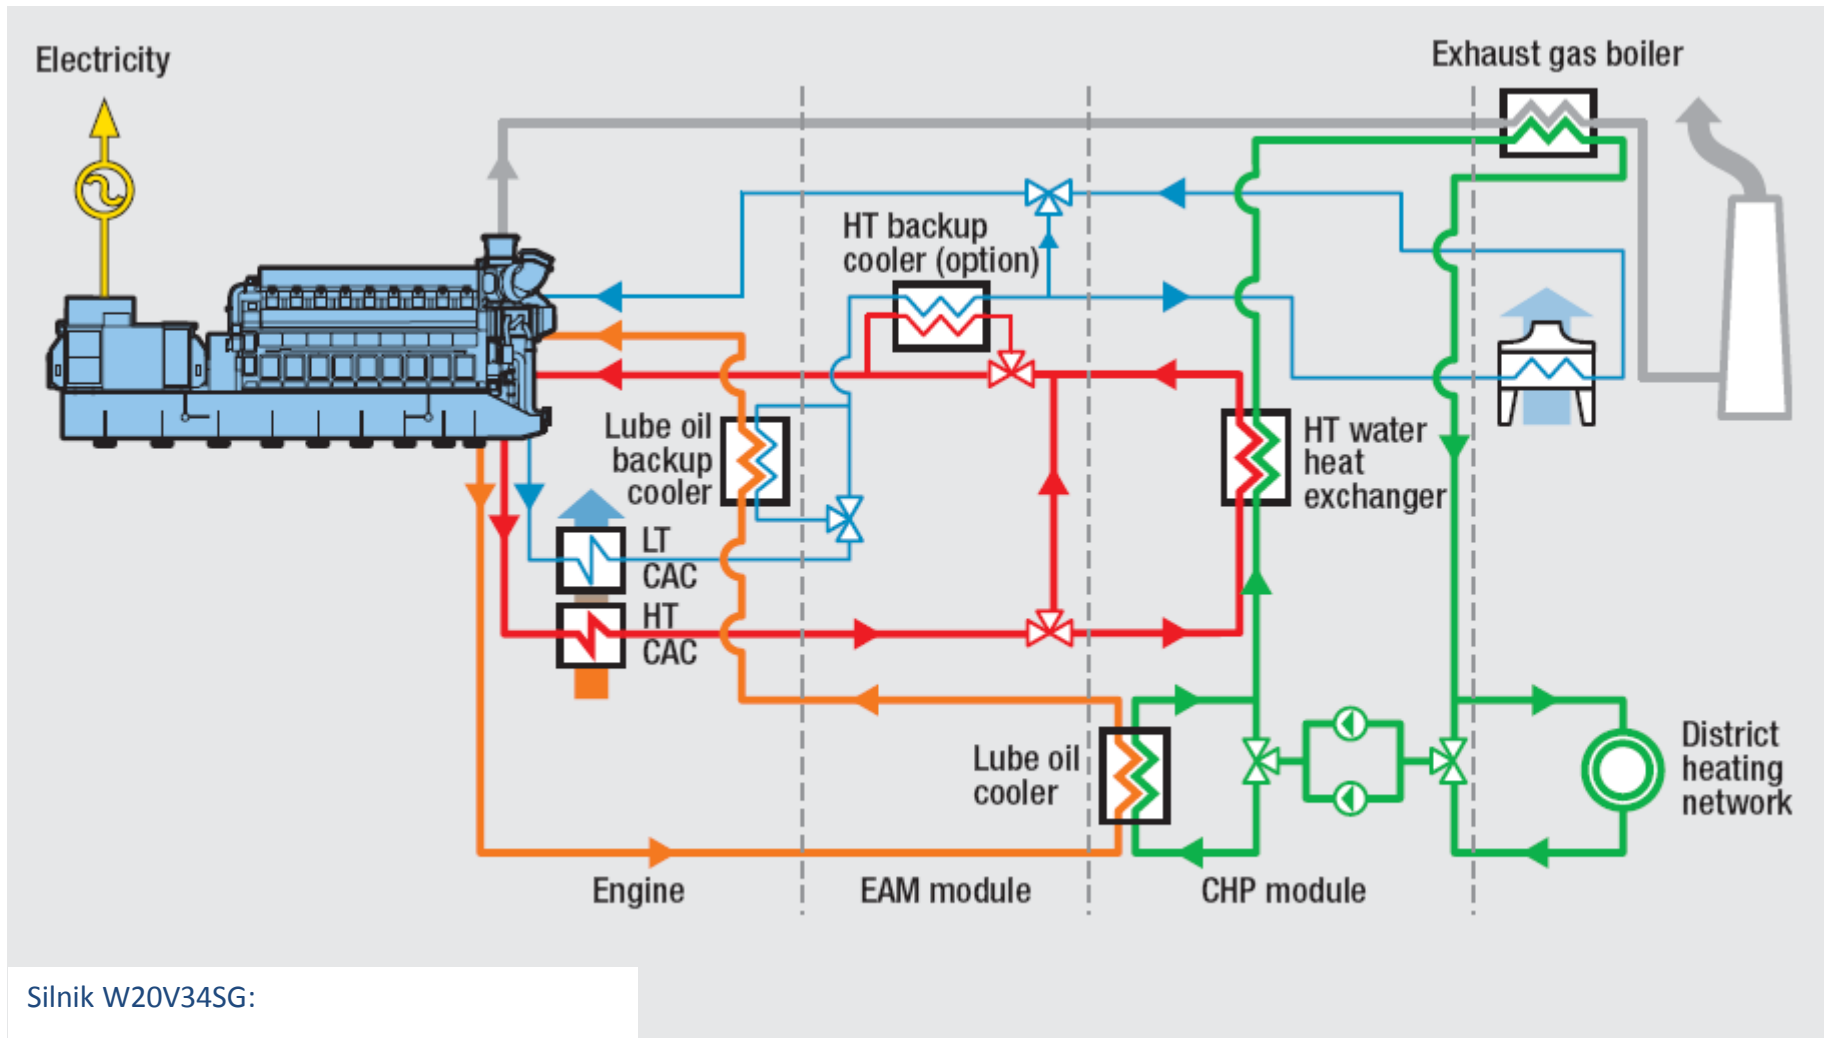 Electricity
Exhaust gas boiler
HT backup
cooler (option)
Lube oil
backup
cooler
HT water
heat
exchanger
LT
CAC
HT
CAC
Lube oil
cooler
District
heating
network
Engine
EAM module
CHP module
Silnik W20V34SG: